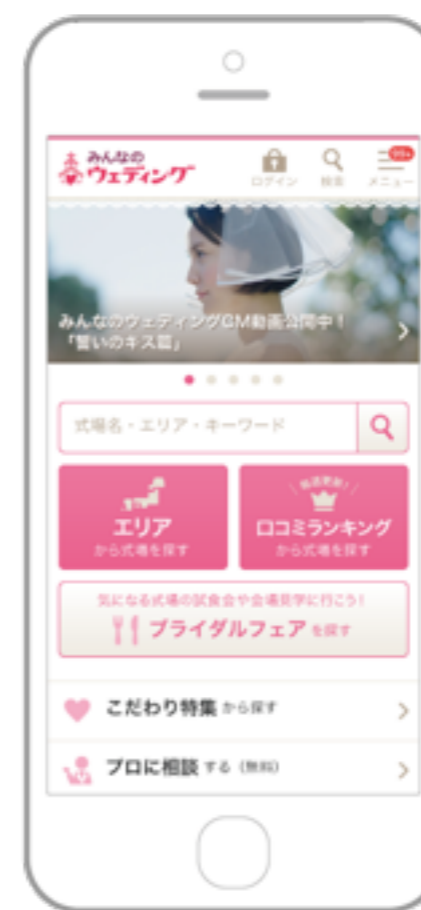 みんなの
ウェディング
ログイン
検索
メニュー
99+
みんなのウェディングCM動画公開中!
「誓いのキス篇」
式場名・エリア・キーワード
エリア
から式場を探す
毎週更新!
口コミランキング
から式場を探す
気になる式場の試食会や会場見学に行こう!
ブライダルフェア を探す
こだわり特集 から探す
プロに相談 する (無料)